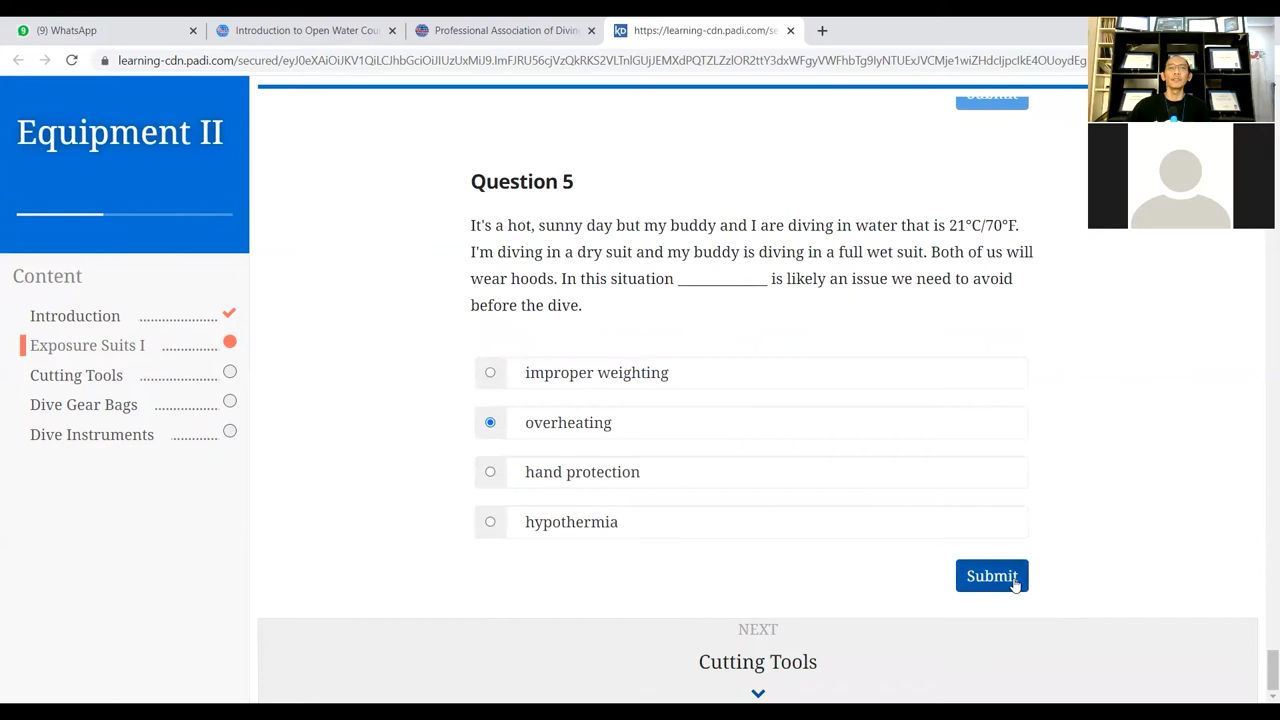 (9) WhatsApp
Introduction to Open Water Cou
Professional Association of Divin
https://learning-cdn.padi.com/se
Equipment II
Content
Introduction
Exposure Suits I
Cutting Tools
Dive Gear Bags
Dive Instruments
Submit
Question 5
It's a hot, sunny day but my buddy and I are diving in water that is 21°C/70°F.
I'm diving in a dry suit and my buddy is diving in a full wet suit. Both of us will
wear hoods. In this situation ____________ is likely an issue we need to avoid
before the dive.
improper weighting
overheating
hand protection
hypothermia
Submit
NEXT
Cutting Tools